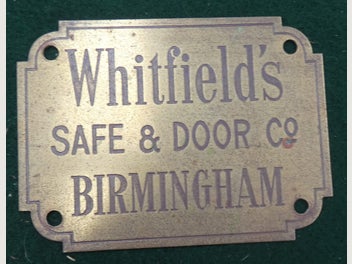 Whitfield's
SAFE & DOOR Co
BIRMINGHAM